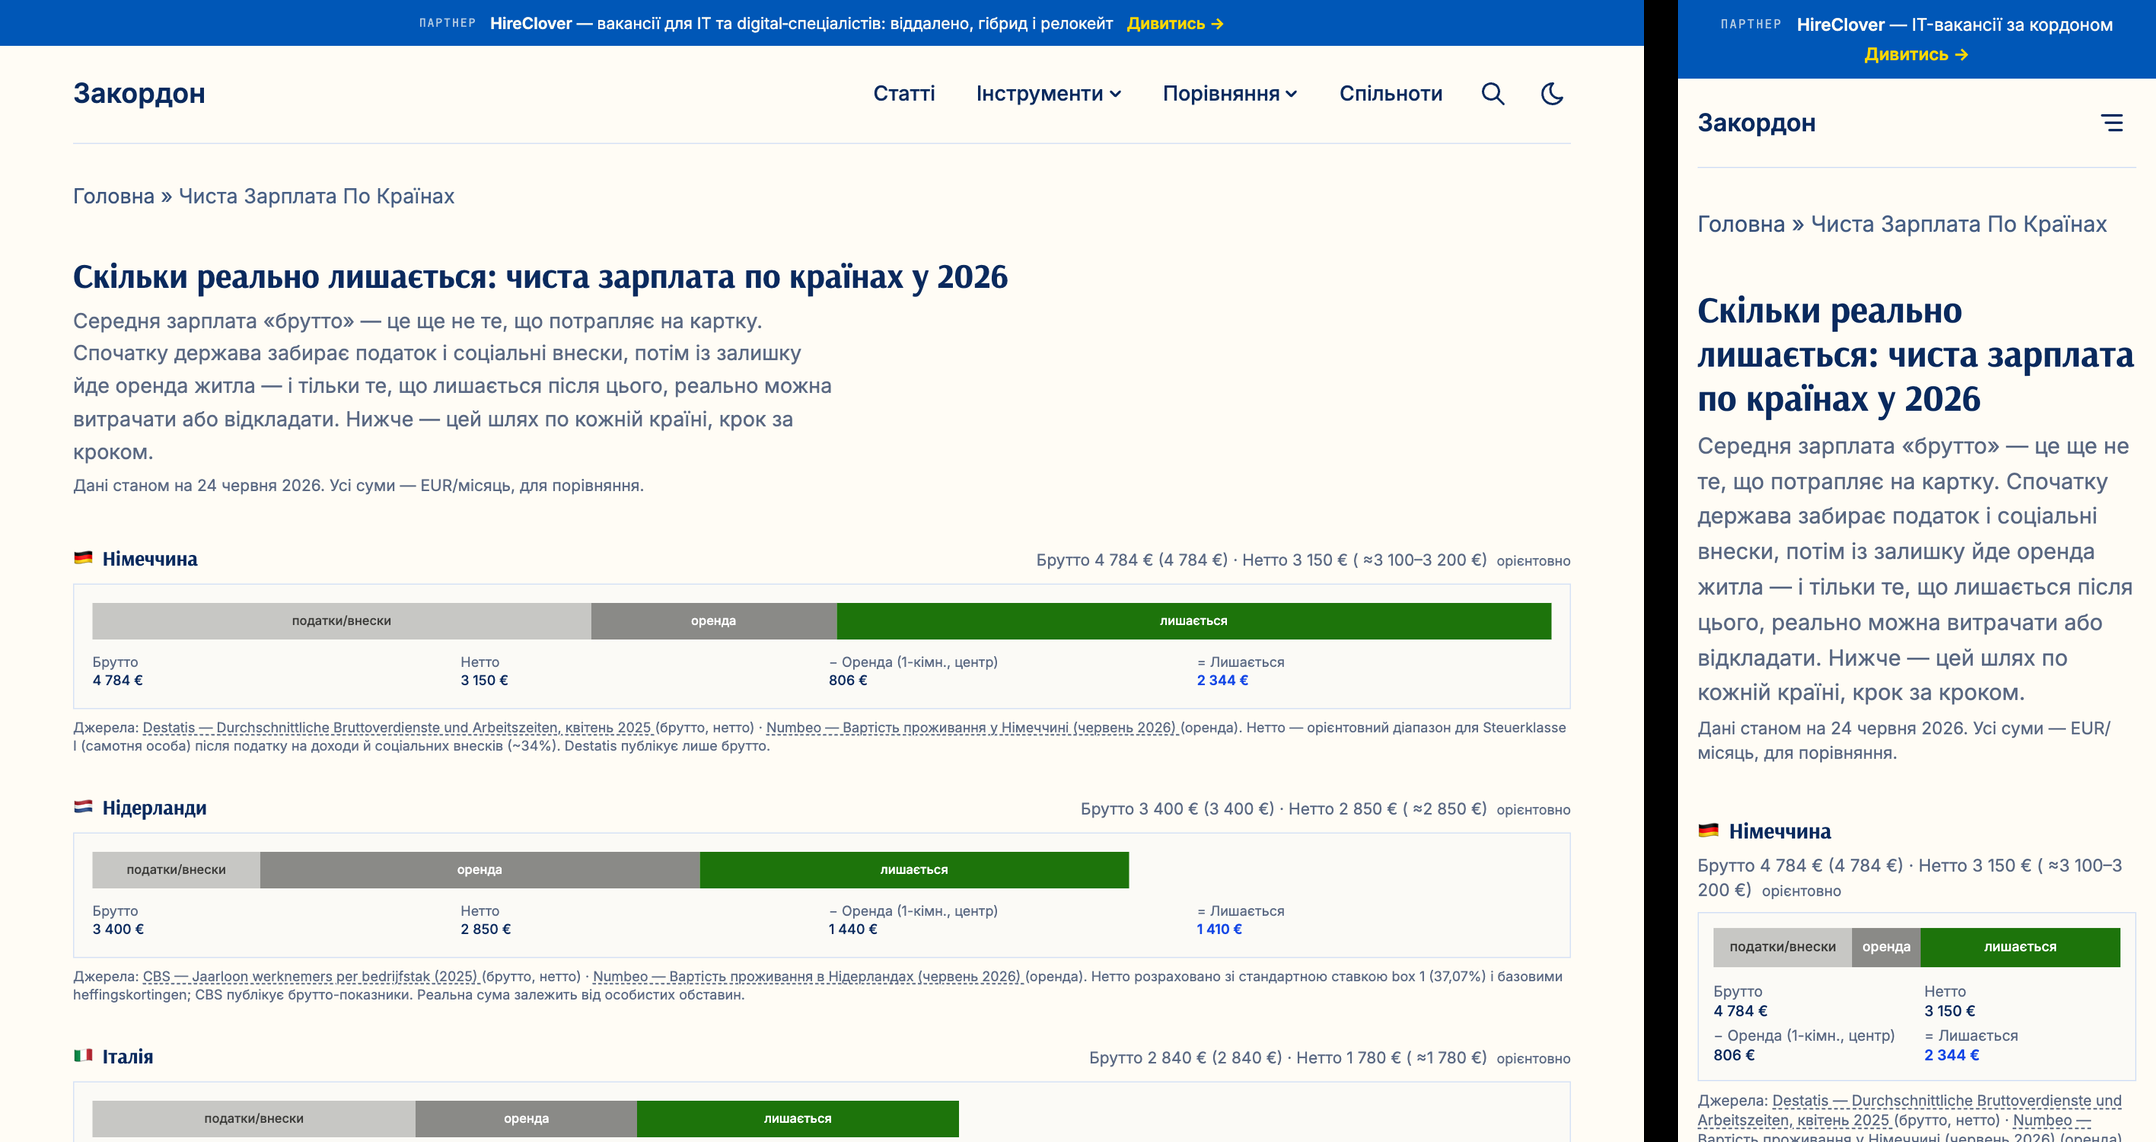 ПАРТНЕР HireClover — вакансії для IT та digital-спеціалістів: віддалено, гібрид і релокейт Дивитись →
Закордон
Статті Інструменти Порівняння Спільноти
Головна » Чиста Зарплата По Країнах
Скільки реально лишається: чиста зарплата по країнах у 2026
Середня зарплата «брутто» — це ще не те, що потрапляє на картку.
Спочатку держава забирає податок і соціальні внески, потім із залишку
йде оренда житла — і тільки те, що лишається після цього, реально можна
витрачати або відкладати. Нижче — цей шлях по кожній країні, крок за
кроком.
Дані станом на 24 червня 2026. Усі суми — EUR/місяць, для порівняння.
Німеччина
Брутто 4 784 € (4 784 €) · Нетто 3 150 € ( ≈3 100–3 200 €) орієнтовно
податки/внески оренда лишається
Брутто Нетто − Оренда (1-кімн., центр) = Лишається
4 784 € 3 150 € 806 € 2 344 €
Джерела: Destatis — Durchschnittliche Bruttoverdienste und Arbeitszeiten, квітень 2025 (брутто, нетто) · Numbeo — Вартість проживання у Німеччині (червень 2026) (оренда). Нетто — орієнтовний діапазон для Steuerklasse
I (самотня особа) після податку на доходи й соціальних внесків (~34%). Destatis публікує лише брутто.
Нідерланди
Брутто 3 400 € (3 400 €) · Нетто 2 850 € ( ≈2 850 €) орієнтовно
податки/внески оренда лишається
Брутто Нетто − Оренда (1-кімн., центр) = Лишається
3 400 € 2 850 € 1 440 € 1 410 €
Джерела: CBS — Jaarloon werknemers per bedrijfstak (2025) (брутто, нетто) · Numbeo — Вартість проживання в Нідерландах (червень 2026) (оренда). Нетто розраховано зі стандартною ставкою box 1 (37,07%) і базовими
heffingskortingen; CBS публікує брутто-показники. Реальна сума залежить від особистих обставин.
Італія
Брутто 2 840 € (2 840 €) · Нетто 1 780 € ( ≈1 780 €) орієнтовно
податки/внески оренда лишається
ПАРТНЕР HireClover — IT-вакансії за кордоном
Дивитись →
Закордон
Головна » Чиста Зарплата По Країнах
Скільки реально
лишається: чиста зарплата
по країнах у 2026
Середня зарплата «брутто» — це ще не
те, що потрапляє на картку. Спочатку
держава забирає податок і соціальні
внески, потім із залишку йде оренда
житла — і тільки те, що лишається після
цього, реально можна витрачати або
відкладати. Нижче — цей шлях по
кожній країні, крок за кроком.
Дані станом на 24 червня 2026. Усі суми — EUR/
місяць, для порівняння.
Німеччина
Брутто 4 784 € (4 784 €) · Нетто 3 150 € ( ≈3 100–3
200 €) орієнтовно
податки/внески оренда лишається
Брутто Нетто
4 784 € 3 150 €
− Оренда (1-кімн., центр) = Лишається
806 € 2 344 €
Джерела: Destatis — Durchschnittliche Bruttoverdienste und
Arbeitszeiten, квітень 2025 (брутто, нетто) · Numbeo —
Вартість проживання у Німеччині (червень 2026) (оренда).